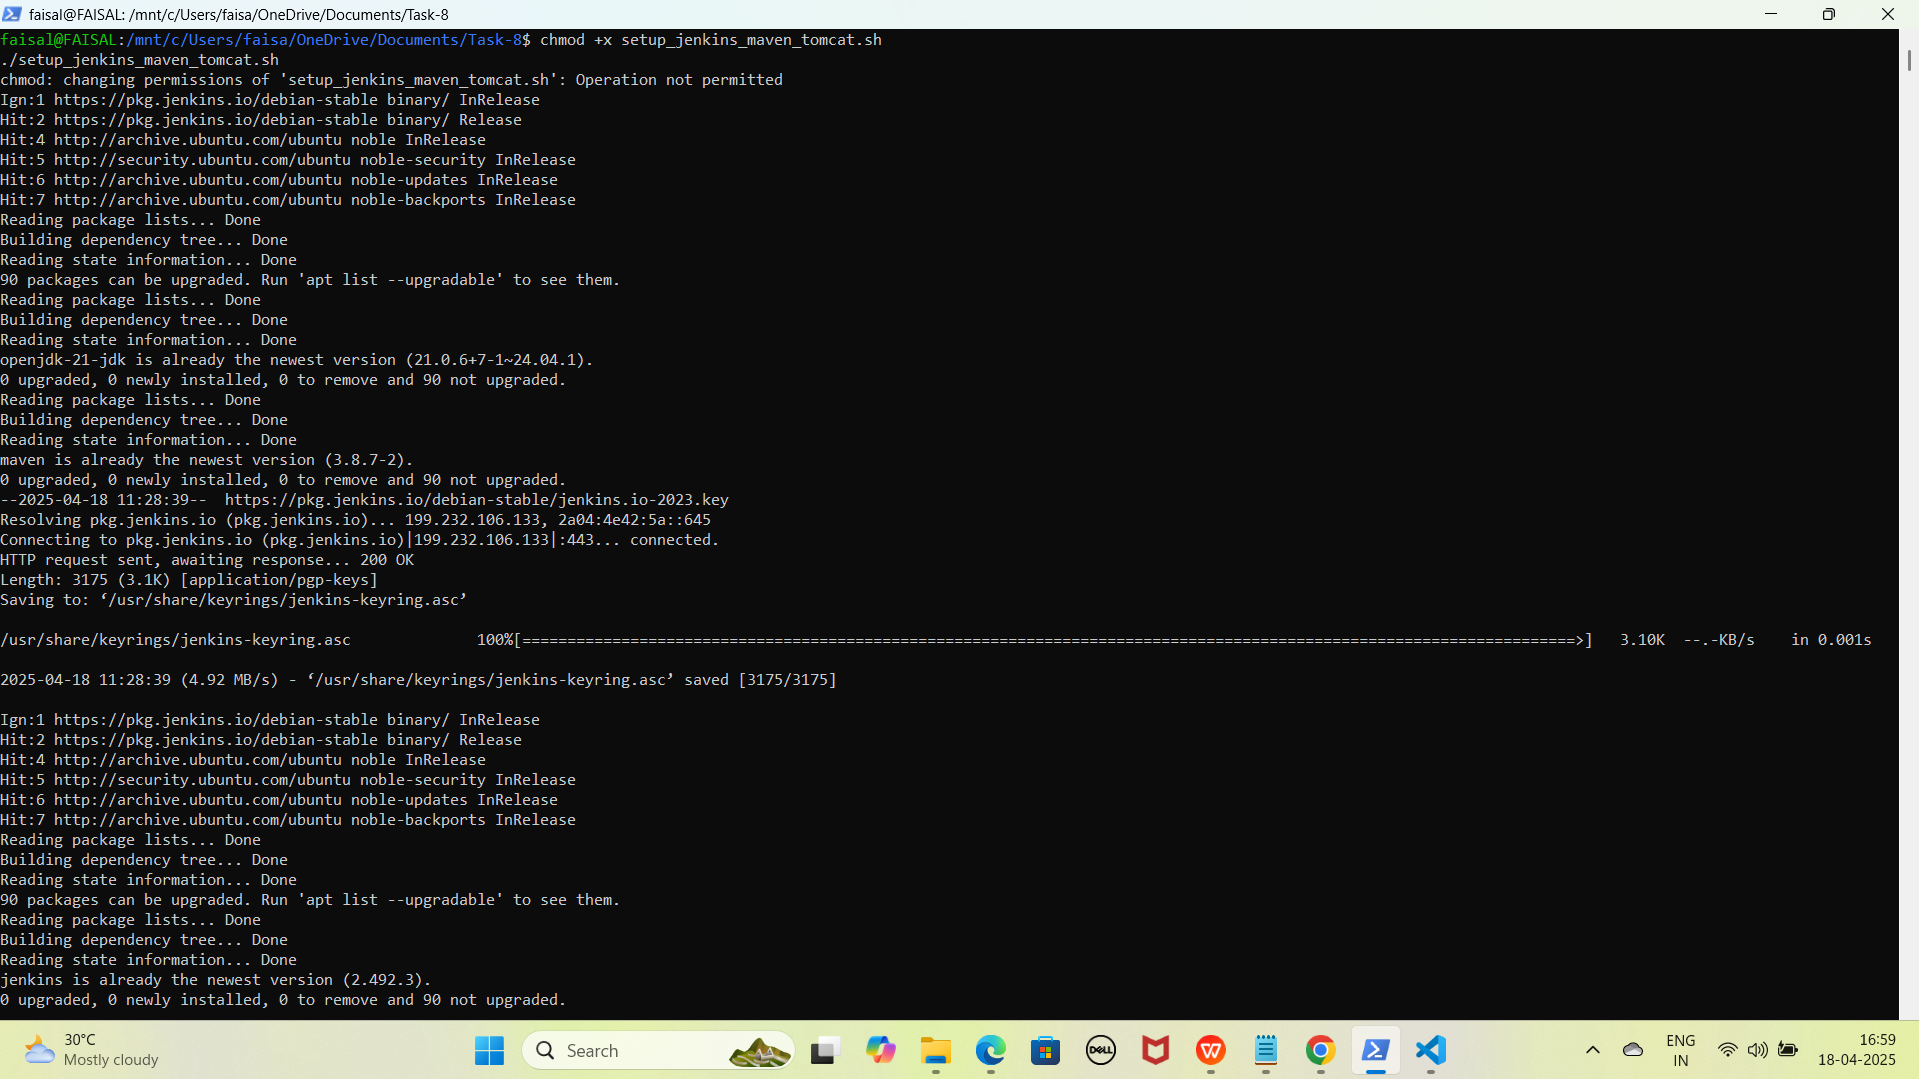 faisal@FAISAL: /mnt/c/Users/faisa/OneDrive/Documents/Task-8
faisal@FAISAL:/mnt/c/Users/faisa/OneDrive/Documents/Task-8$ chmod +x setup_jenkins_maven_tomcat.sh
./setup_jenkins_maven_tomcat.sh
chmod: changing permissions of 'setup_jenkins_maven_tomcat.sh': Operation not permitted
Ign:1 https://pkg.jenkins.io/debian-stable binary/ InRelease
Hit:2 https://pkg.jenkins.io/debian-stable binary/ Release
Hit:4 http://archive.ubuntu.com/ubuntu noble InRelease
Hit:5 http://security.ubuntu.com/ubuntu noble-security InRelease
Hit:6 http://archive.ubuntu.com/ubuntu noble-updates InRelease
Hit:7 http://archive.ubuntu.com/ubuntu noble-backports InRelease
Reading package lists... Done
Building dependency tree... Done
Reading state information... Done
90 packages can be upgraded. Run 'apt list --upgradable' to see them.
Reading package lists... Done
Building dependency tree... Done
Reading state information... Done
openjdk-21-jdk is already the newest version (21.0.6+7-1~24.04.1).
0 upgraded, 0 newly installed, 0 to remove and 90 not upgraded.
Reading package lists... Done
Building dependency tree... Done
Reading state information... Done
maven is already the newest version (3.8.7-2).
0 upgraded, 0 newly installed, 0 to remove and 90 not upgraded.
--2025-04-18 11:28:39--  https://pkg.jenkins.io/debian-stable/jenkins.io-2023.key
Resolving pkg.jenkins.io (pkg.jenkins.io)... 199.232.106.133, 2a04:4e42:5a::645
Connecting to pkg.jenkins.io (pkg.jenkins.io)|199.232.106.133|:443... connected.
HTTP request sent, awaiting response... 200 OK
Length: 3175 (3.1K) [application/pgp-keys]
Saving to: ‘/usr/share/keyrings/jenkins-keyring.asc’
/usr/share/keyrings/jenkins-keyring.asc 100%[=====================================================================================================================>] 3.10K --.-KB/s in 0.001s
2025-04-18 11:28:39 (4.92 MB/s) - ‘/usr/share/keyrings/jenkins-keyring.asc’ saved [3175/3175]
Ign:1 https://pkg.jenkins.io/debian-stable binary/ InRelease
Hit:2 https://pkg.jenkins.io/debian-stable binary/ Release
Hit:4 http://archive.ubuntu.com/ubuntu noble InRelease
Hit:5 http://security.ubuntu.com/ubuntu noble-security InRelease
Hit:6 http://archive.ubuntu.com/ubuntu noble-updates InRelease
Hit:7 http://archive.ubuntu.com/ubuntu noble-backports InRelease
Reading package lists... Done
Building dependency tree... Done
Reading state information... Done
90 packages can be upgraded. Run 'apt list --upgradable' to see them.
Reading package lists... Done
Building dependency tree... Done
Reading state information... Done
jenkins is already the newest version (2.492.3).
0 upgraded, 0 newly installed, 0 to remove and 90 not upgraded.
30°C
Mostly cloudy
Search
DELL
W
ENG
IN
16:59
18-04-2025